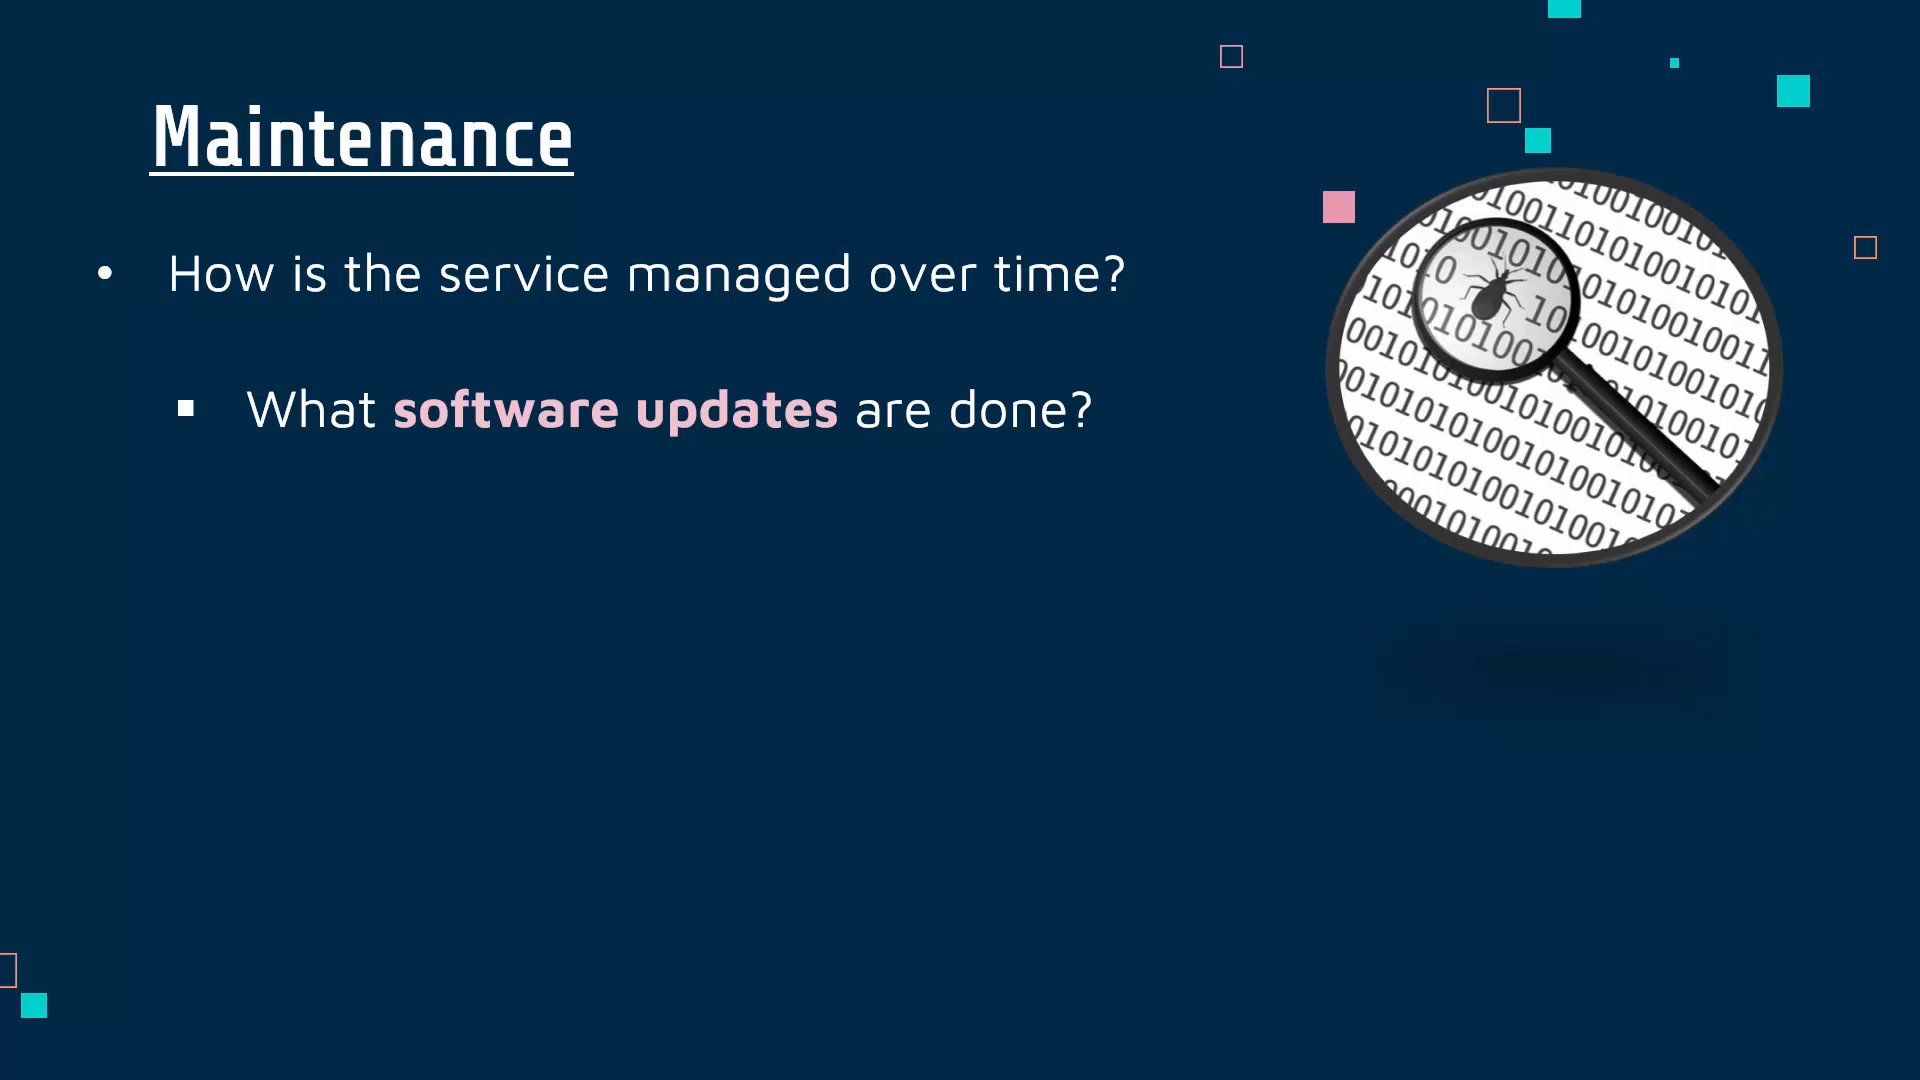 Maintenance
• How is the service managed over time?
▪ What software updates are done?